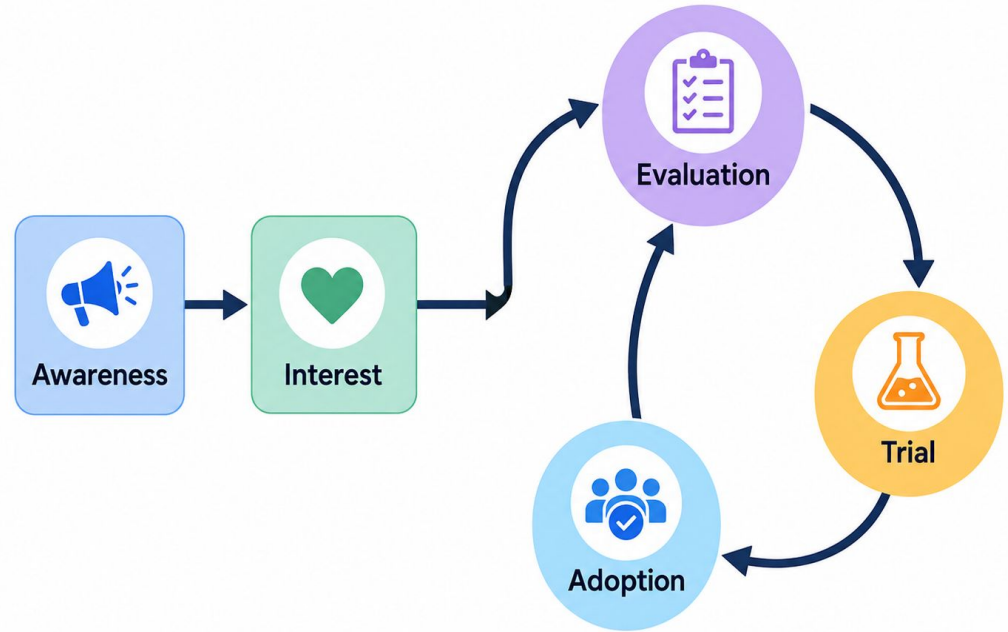 Awareness
Interest
Evaluation
Trial
Adoption